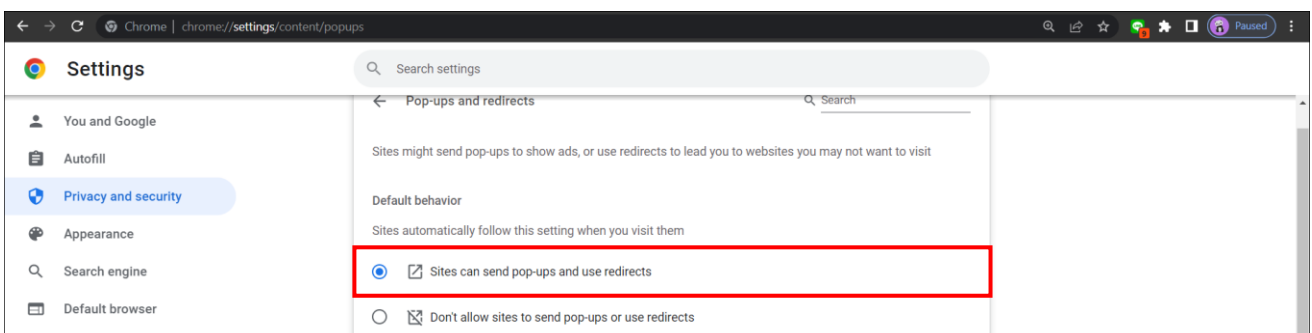 Chrome | chrome://settings/content/popups
9
Paused
Settings
Search settings
Pop-ups and redirects
Search
You and Google
Autofill
Sites might send pop-ups to show ads, or use redirects to lead you to websites you may not want to visit
Privacy and security
Default behavior
Appearance
Sites automatically follow this setting when you visit them
Search engine
Sites can send pop-ups and use redirects
Default browser
Don't allow sites to send pop-ups or use redirects